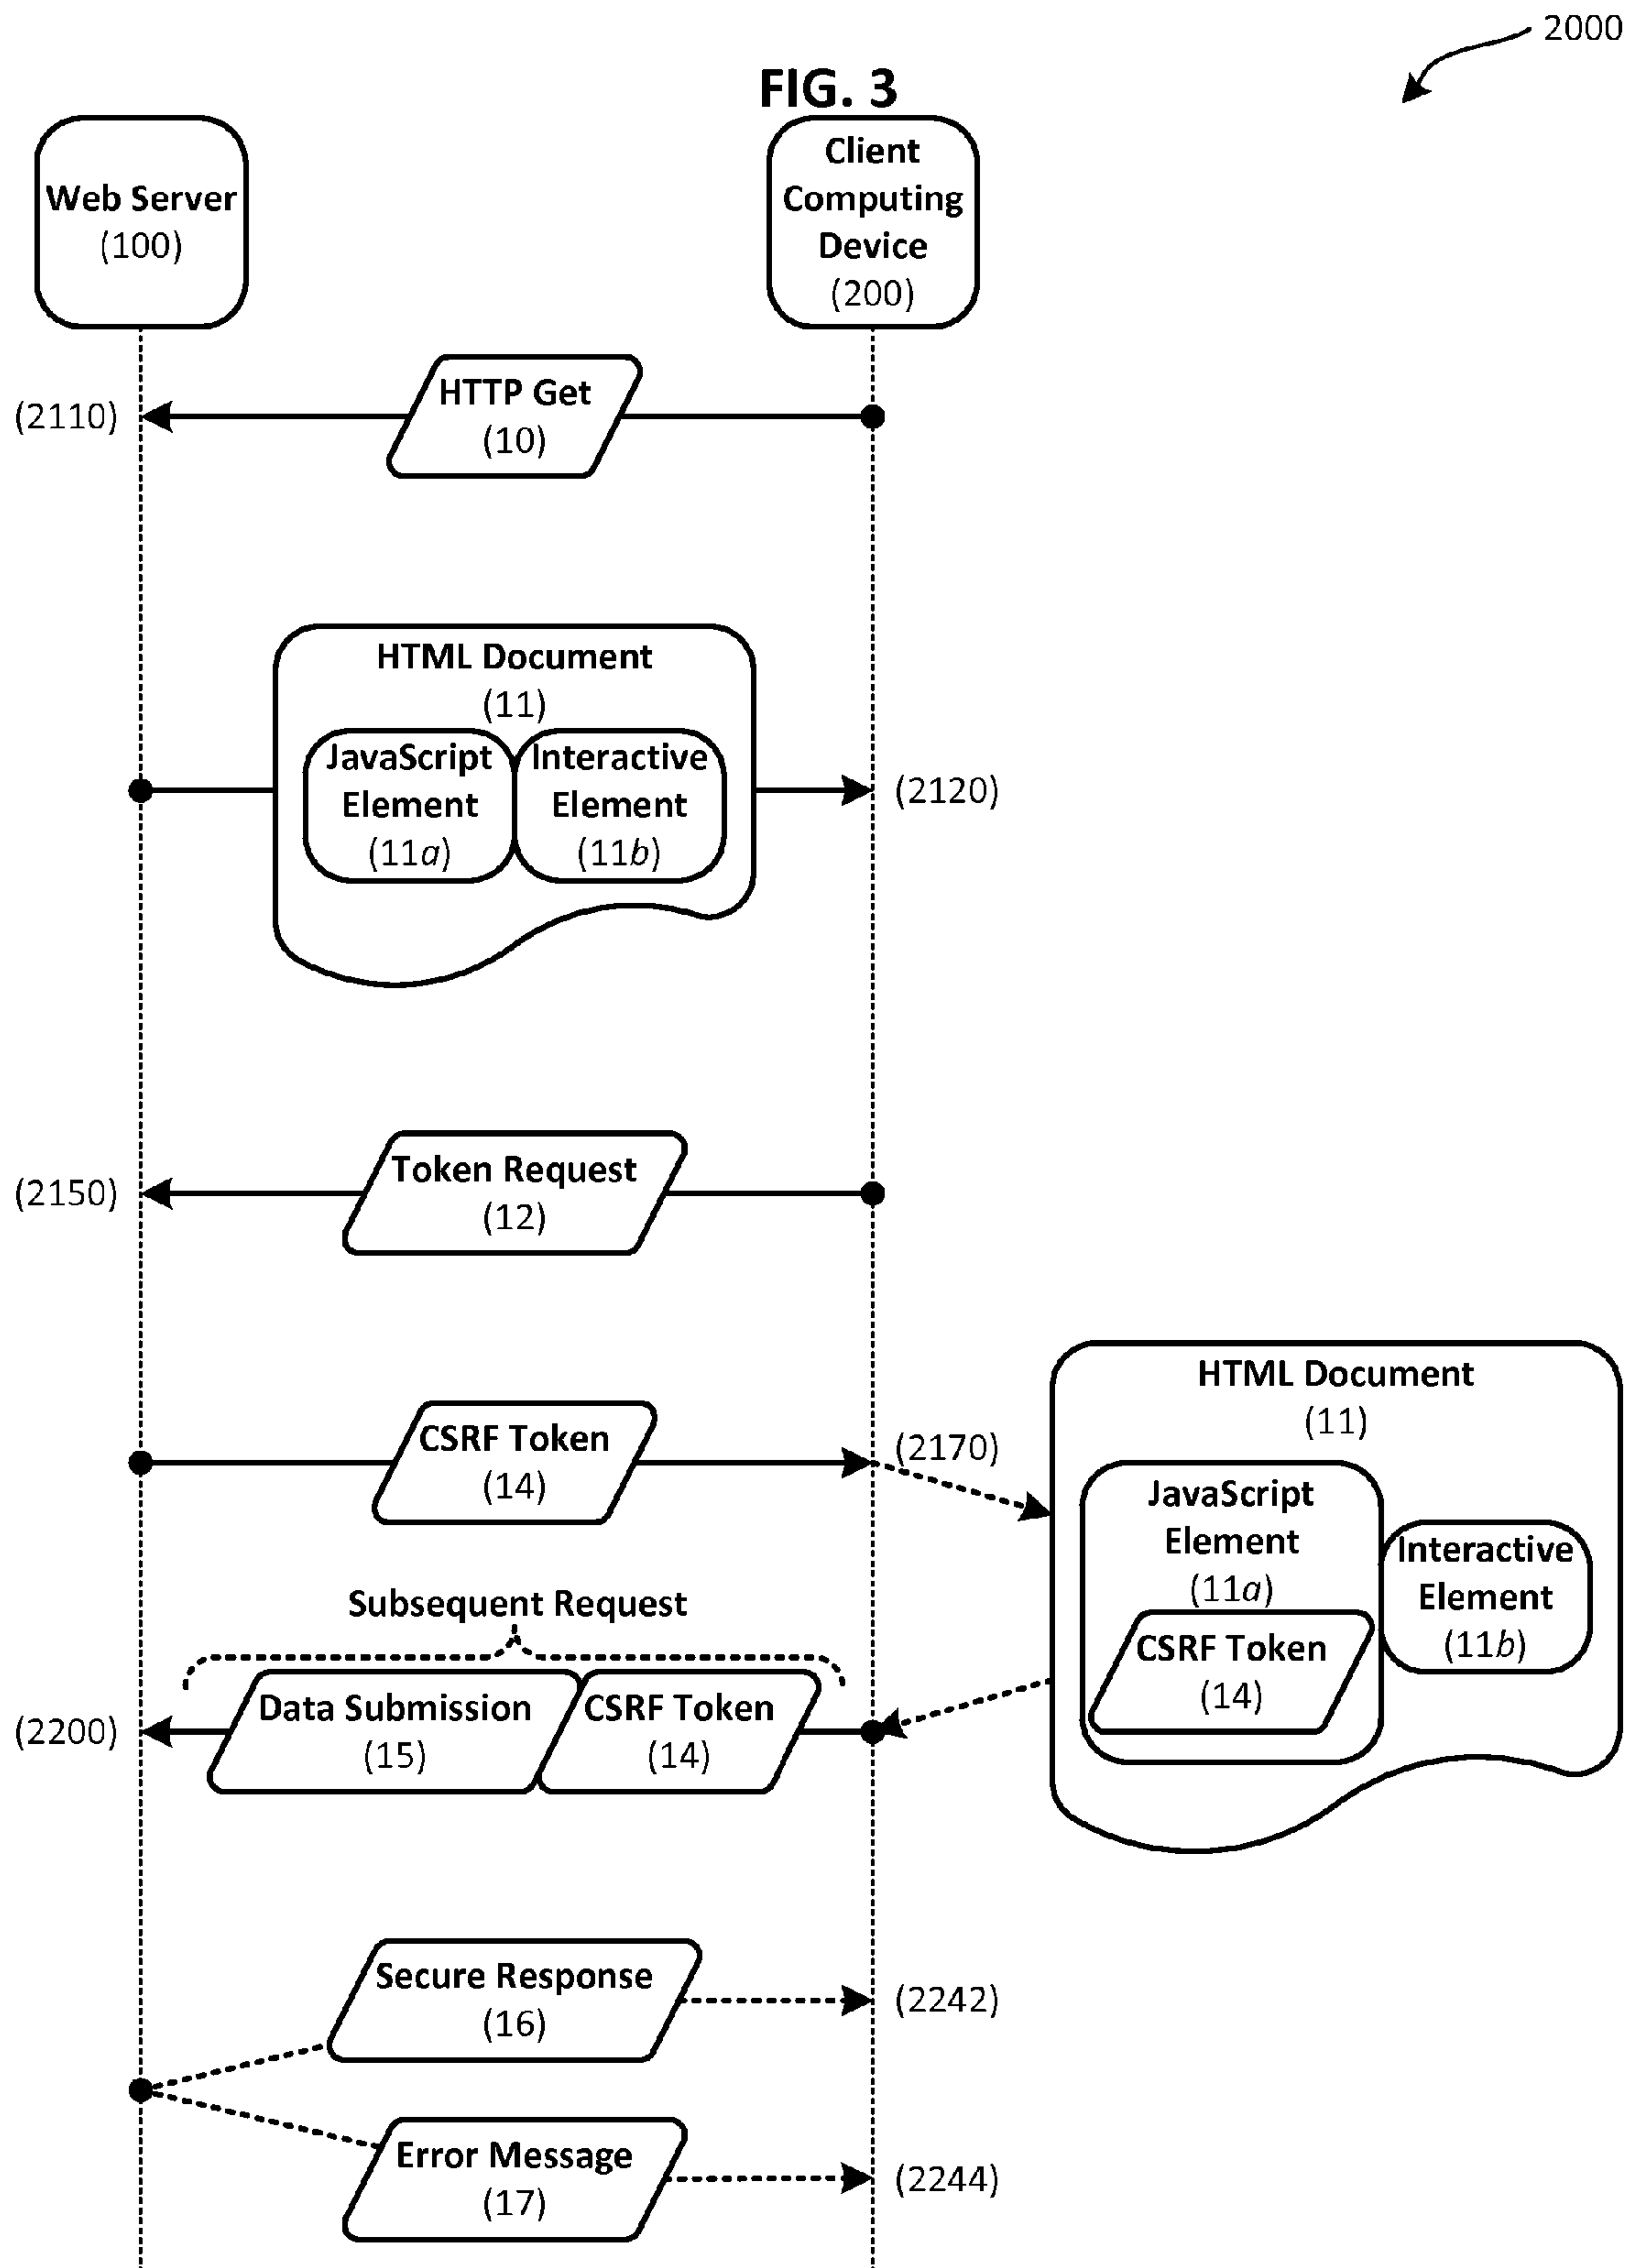 2000
FIG. 3
Web Server
(100)
Client
Computing
Device
(200)
HTTP Get
(10)
(2110)
HTML Document
(11)
JavaScript
Element
(11a)
Interactive
Element
(11b)
(2120)
Token Request
(12)
(2150)
CSRF Token
(14)
(2170)
HTML Document
(11)
JavaScript
Element
(11a)
CSRF Token
(14)
Interactive
Element
(11b)
Subsequent Request
Data Submission
(15)
CSRF Token
(14)
(2200)
Secure Response
(16)
(2242)
Error Message
(17)
(2244)